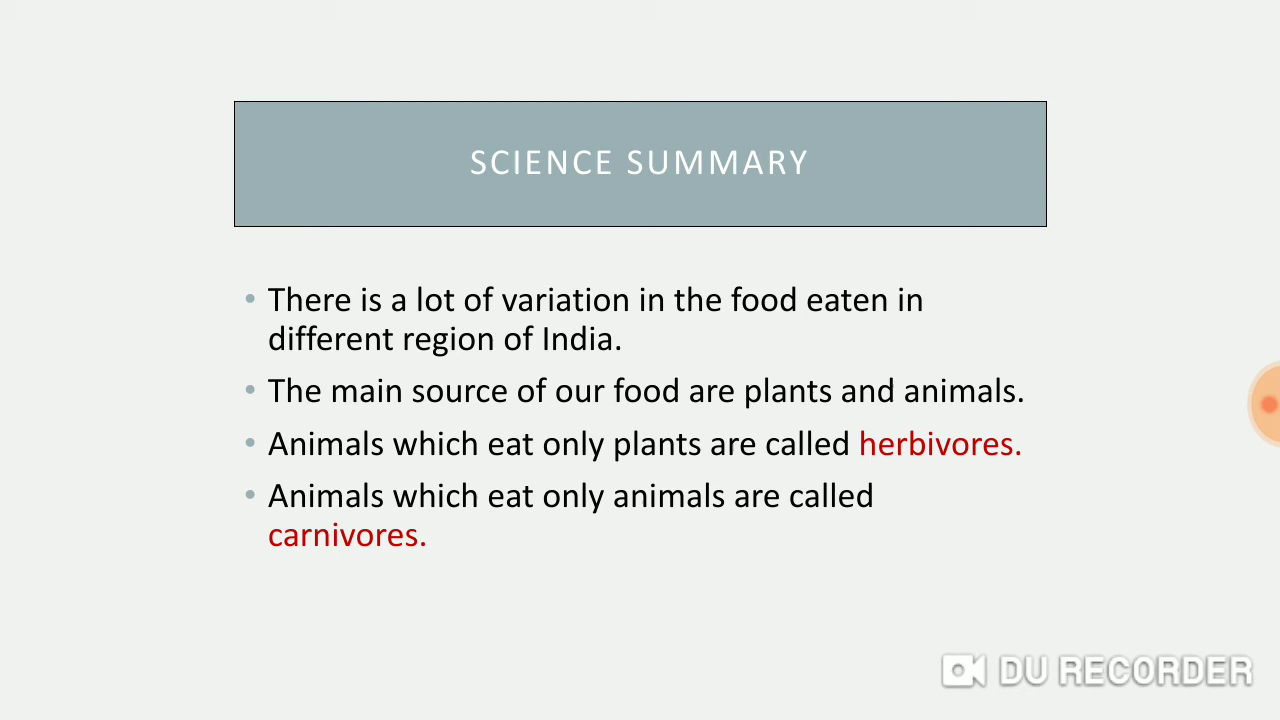 SCIENCE SUMMARY
• There is a lot of variation in the food eaten in
different region of India.
• The main source of our food are plants and animals.
• Animals which eat only plants are called herbivores.
• Animals which eat only animals are called
carnivores.
DU RECORDER